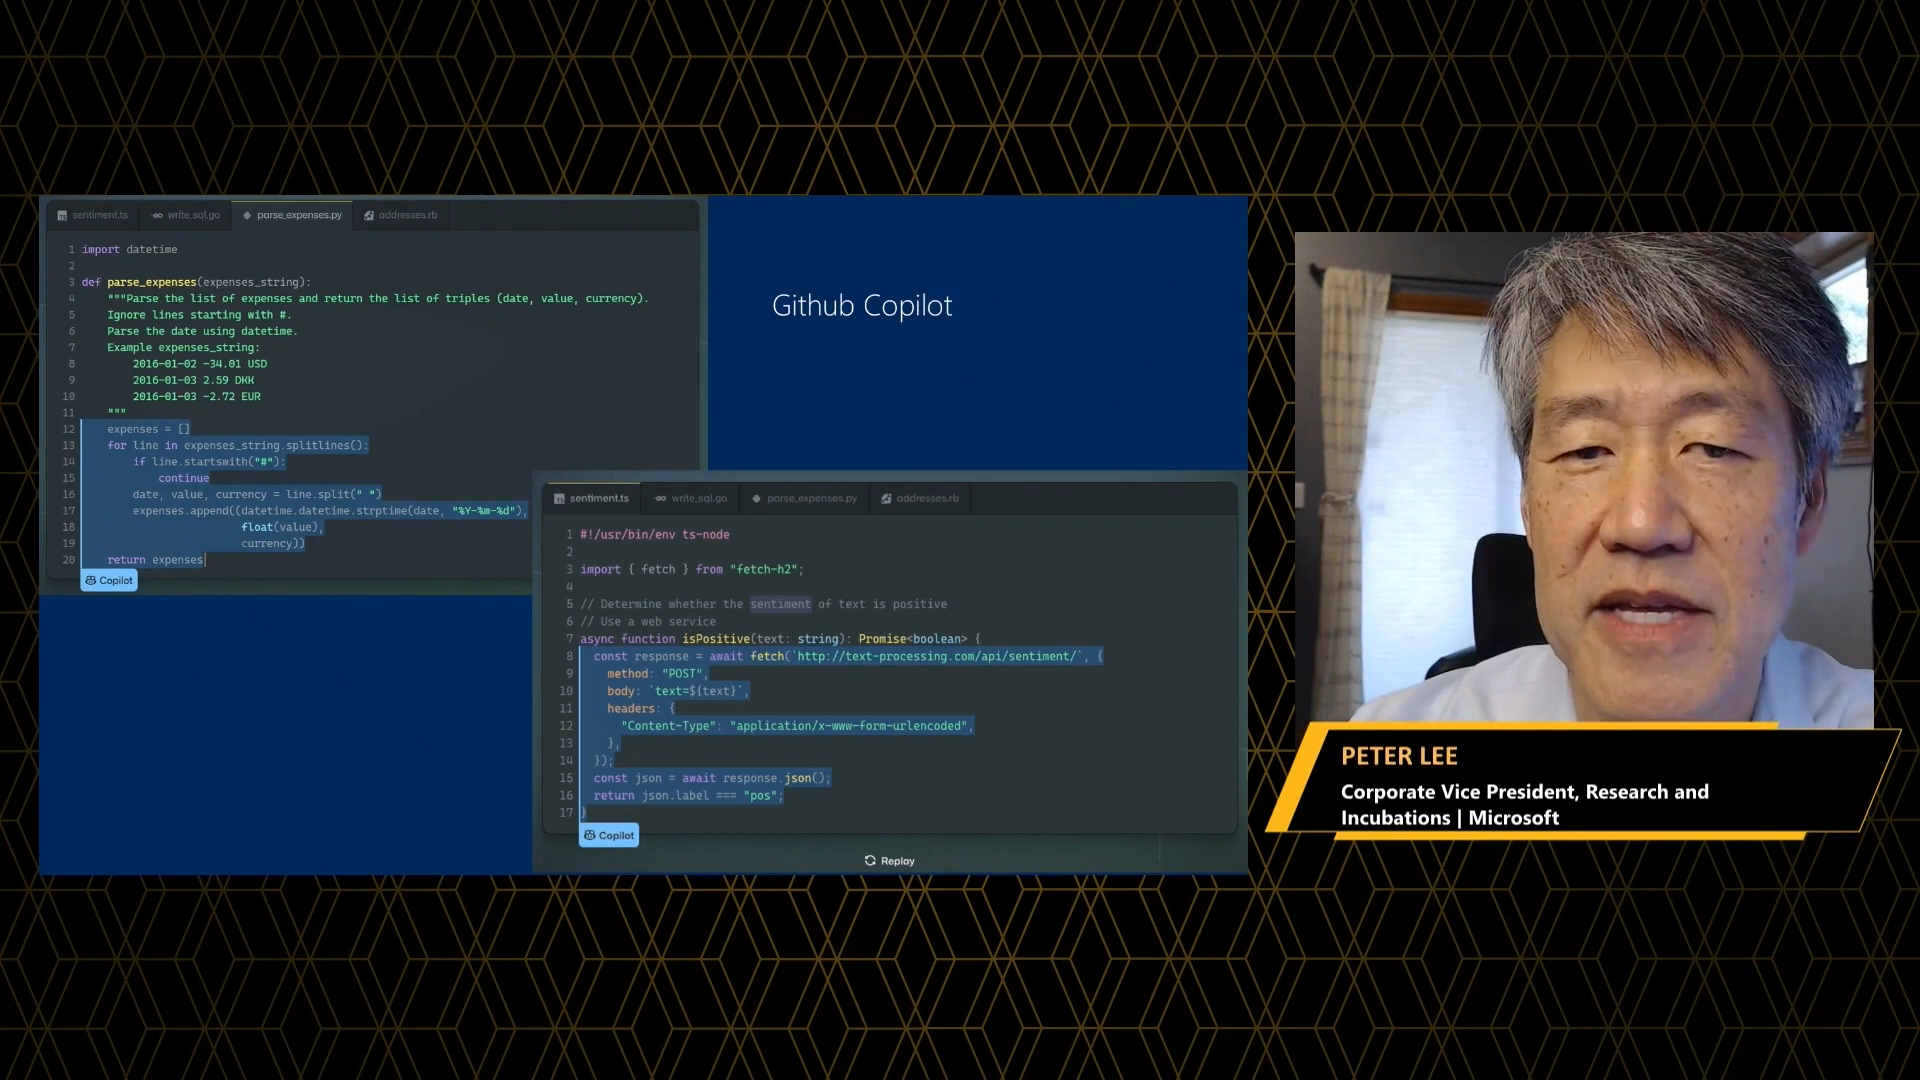 sentiment.ts write_sql.go parse_expenses.py addresses.rb
1 import datetime
2
3 def parse_expenses(expenses_string):
4 """Parse the list of expenses and return the list of triples (date, value, currency).
5 Ignore lines starting with #.
6 Parse the date using datetime.
7 Example expenses_string:
8 2016-01-02 -34.01 USD
9 2016-01-03 2.59 DKK
10 2016-01-03 -2.72 EUR
11 """
12 expenses = []
13 for line in expenses_string.splitlines():
14 if line.startswith("#"):
15 continue
16 date, value, currency = line.split(" ")
17 expenses.append((datetime.datetime.strptime(date, "%Y-%m-%d"),
18 float(value),
19 currency))
20 return expenses
Copilot
Github Copilot
sentiment.ts write_sql.go parse_expenses.py addresses.rb
1 #!/usr/bin/env ts-node
2
3 import { fetch } from "fetch-h2";
4
5 // Determine whether the sentiment of text is positive
6 // Use a web service
7 async function isPositive(text: string): Promise<boolean> {
8 const response = await fetch(`http://text-processing.com/api/sentiment/`, {
9 method: "POST",
10 body: `text=${text}`,
11 headers: {
12 "Content-Type": "application/x-www-form-urlencoded",
13 },
14 });
15 const json = await response.json();
16 return json.label === "pos";
17 }
Copilot
Replay
PETER LEE
Corporate Vice President, Research and
Incubations | Microsoft